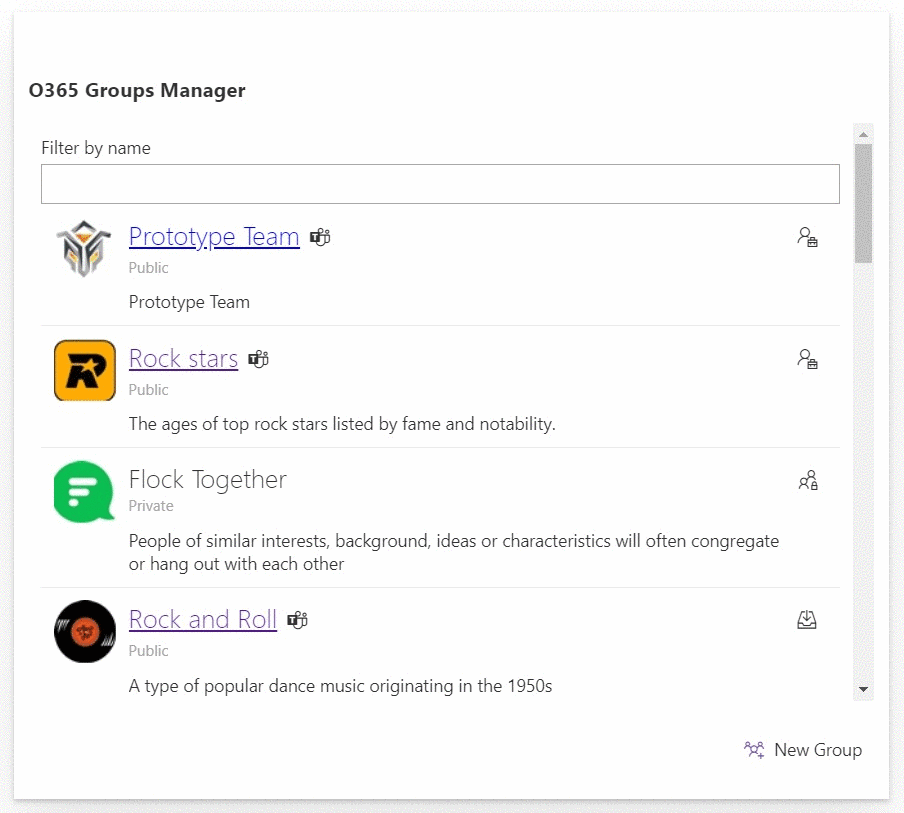 O365 Groups Manager
Filter by name
Prototype Team
Public
Prototype Team
Rock stars
Public
The ages of top rock stars listed by fame and notability.
Flock Together
Private
People of similar interests, background, ideas or characteristics will often congregate
or hang out with each other
Rock and Roll
Public
A type of popular dance music originating in the 1950s
New Group